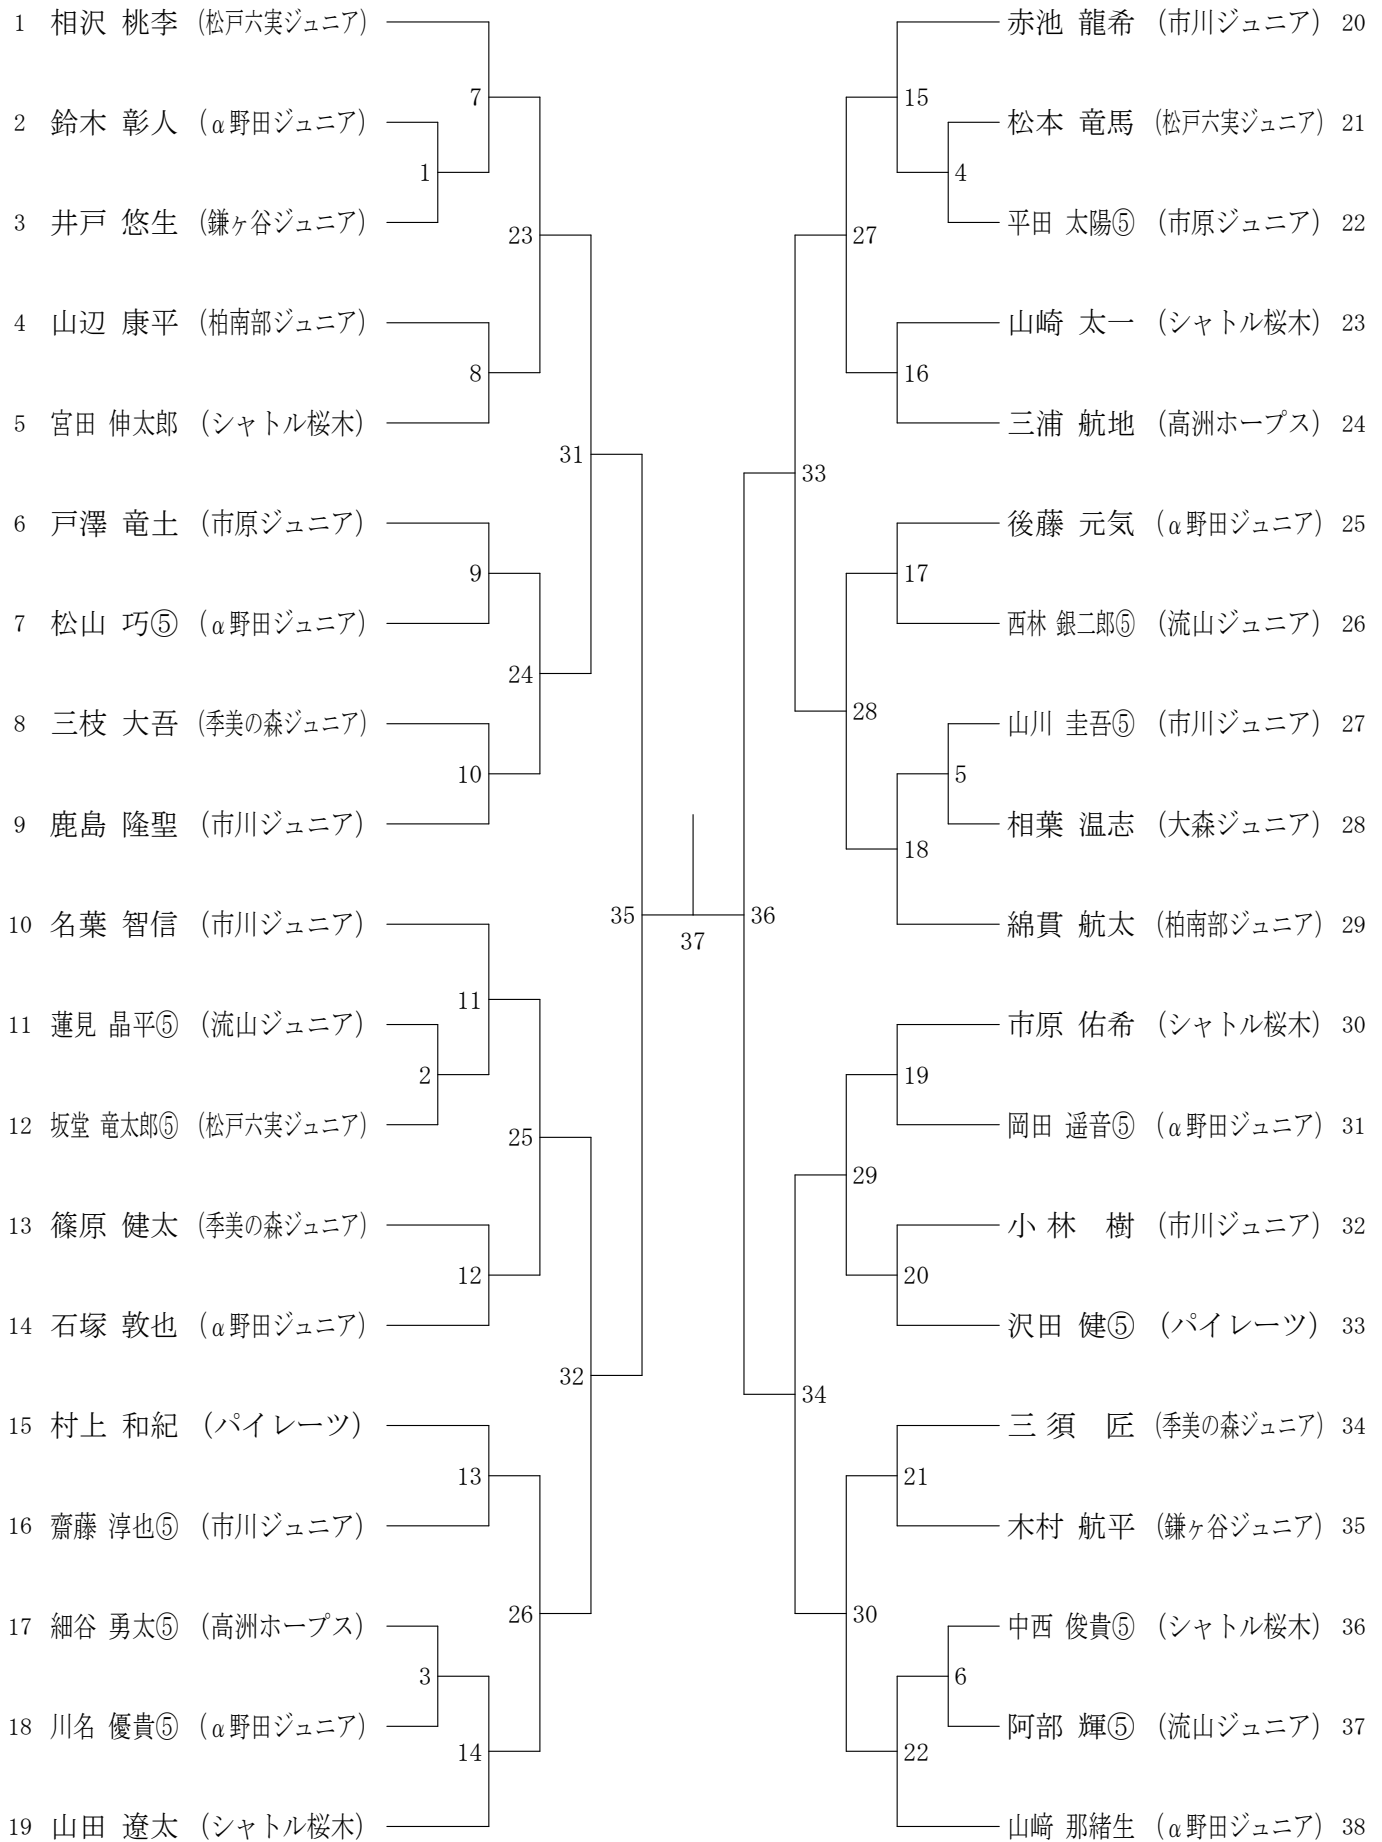 1 相沢 桃李 (松戸六実ジュニア)
7
2 鈴木 彰人 (α野田ジュニア)
1
3 井戸 悠生 (鎌ヶ谷ジュニア)
23
4 山辺 康平 (柏南部ジュニア)
8
5 宮田 伸太郎 (シャトル桜木)
31
6 戸澤 竜土 (市原ジュニア)
9
7 松山 巧⑤ (α野田ジュニア)
24
8 三枝 大吾 (季美の森ジュニア)
10
9 鹿島 隆聖 (市川ジュニア)
35
10 名葉 智信 (市川ジュニア)
11
11 蓮見 晶平⑤ (流山ジュニア)
2
12 坂堂 竜太郎⑤ (松戸六実ジュニア)
25
13 篠原 健太 (季美の森ジュニア)
12
14 石塚 敦也 (α野田ジュニア)
32
15 村上 和紀 (パイレーツ)
13
16 齋藤 淳也⑤ (市川ジュニア)
26
17 細谷 勇太⑤ (高洲ホープス)
3
18 川名 優貴⑤ (α野田ジュニア)
14
19 山田 遼太 (シャトル桜木)
37
赤池 龍希 (市川ジュニア) 20
15
松本 竜馬 (松戸六実ジュニア) 21
4
平田 太陽⑤ (市原ジュニア) 22
27
山崎 太一 (シャトル桜木) 23
16
三浦 航地 (高洲ホープス) 24
33
後藤 元気 (α野田ジュニア) 25
17
西林 銀二郎⑤ (流山ジュニア) 26
28
山川 圭吾⑤ (市川ジュニア) 27
5
相葉 温志 (大森ジュニア) 28
18
綿貫 航太 (柏南部ジュニア) 29
36
市原 佑希 (シャトル桜木) 30
19
岡田 遥音⑤ (α野田ジュニア) 31
29
小林 樹 (市川ジュニア) 32
20
沢田 健⑤ (パイレーツ) 33
34
三須 匠 (季美の森ジュニア) 34
21
木村 航平 (鎌ヶ谷ジュニア) 35
30
中西 俊貴⑤ (シャトル桜木) 36
6
阿部 輝⑤ (流山ジュニア) 37
22
山﨑 那緒生 (α野田ジュニア) 38